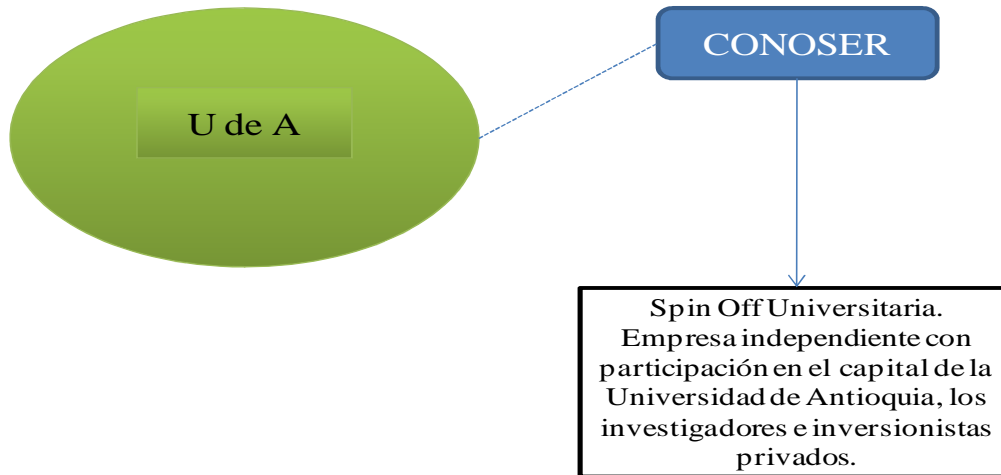 U de A
CONOSER
Spin Off Universitaria.
Empresa independiente con
participación en el capital de la
Universidad de Antioquia, los
investigadores e inversionistas
privados.